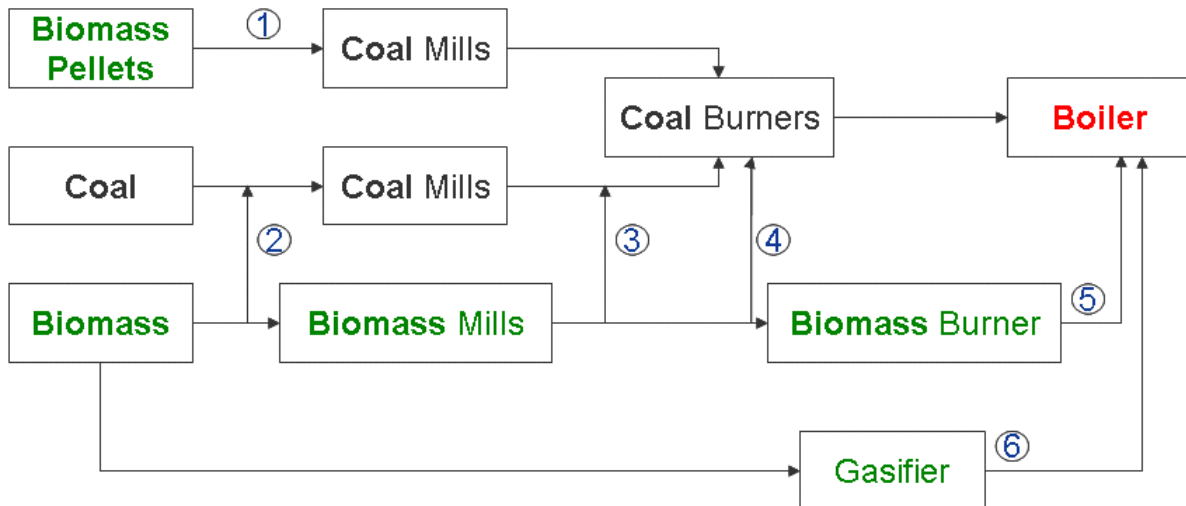 Biomass
Pellets
①
Coal Mills
Coal Burners
Boiler
Coal
Coal Mills
②
③
④
Biomass
Biomass Mills
Biomass Burner
⑤
Gasifier
⑥